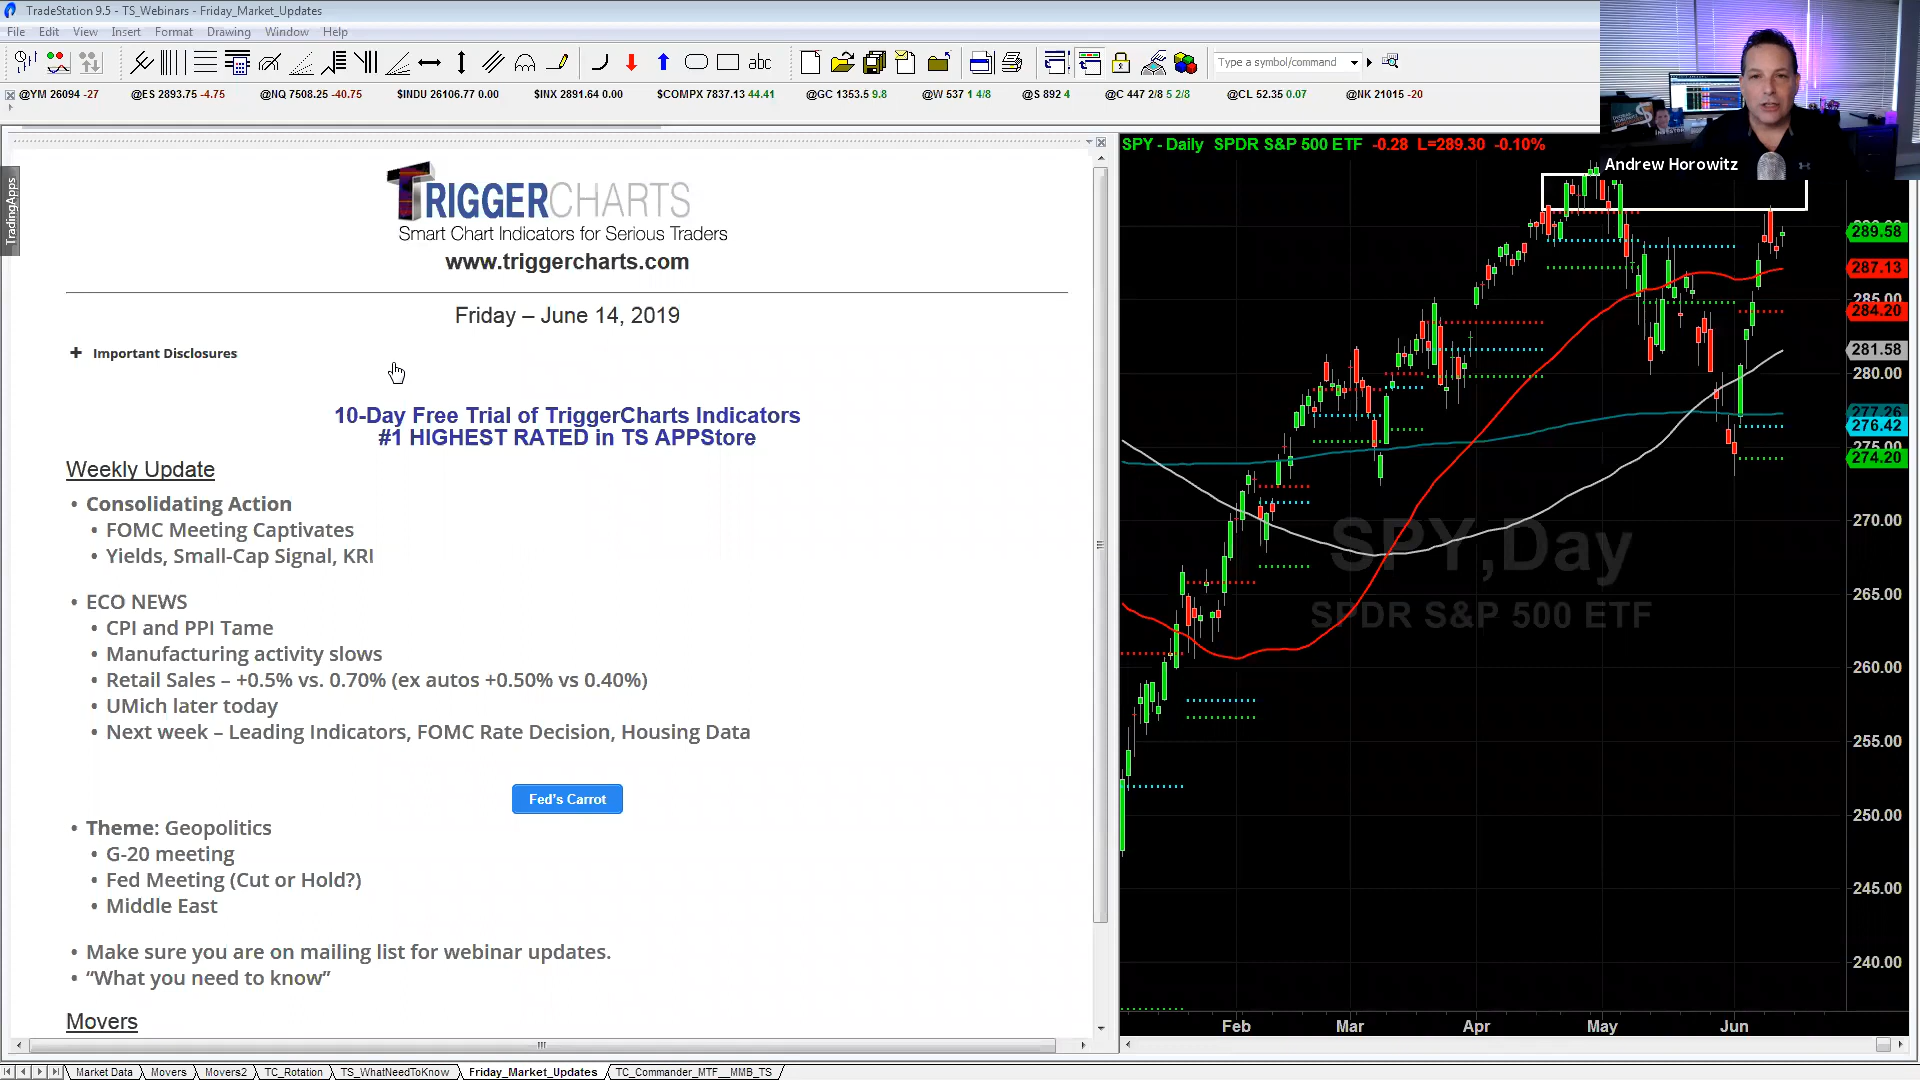 TradeStation 9.5 - TS_Webinars - Friday_Market_Updates
File Edit View Insert Format Drawing Window Help
abc
Type a symbol/command
@YM 26094 -27 @ES 2893.75 -4.75 @NQ 7508.25 -40.75 $INDU 26106.77 0.00 $INX 2891.64 0.00 $COMPX 7837.13 44.41 @GC 1353.5 9.8 @W 537 1 4/8 @S 892 4 @C 447 2/8 5 2/8 @CL 52.35 0.07 @NK 21015 -20
TradingApps
TRIGGERCHARTS
Smart Chart Indicators for Serious Traders
www.triggercharts.com
Friday – June 14, 2019
+ Important Disclosures
10-Day Free Trial of TriggerCharts Indicators
#1 HIGHEST RATED in TS APPStore
Weekly Update
• Consolidating Action
• FOMC Meeting Captivates
• Yields, Small-Cap Signal, KRI
• ECO NEWS
• CPI and PPI Tame
• Manufacturing activity slows
• Retail Sales – +0.5% vs. 0.70% (ex autos +0.50% vs 0.40%)
• UMich later today
• Next week – Leading Indicators, FOMC Rate Decision, Housing Data
Fed's Carrot
• Theme: Geopolitics
• G-20 meeting
• Fed Meeting (Cut or Hold?)
• Middle East
• Make sure you are on mailing list for webinar updates.
• “What you need to know”
Movers
SPY - Daily SPDR S&P 500 ETF -0.28 L=289.30 -0.10%
Andrew Horowitz
289.58
287.13
285.00
284.20
281.58
280.00
277.26
276.42
275.00
274.20
270.00
265.00
260.00
255.00
250.00
245.00
240.00
SPY,Day
SPDR S&P 500 ETF
Feb Mar Apr May Jun
Market Data Movers Movers2 TC_Rotation TS_WhatNeedToKnow Friday_Market_Updates TC_Commander_MTF__MMB_TS